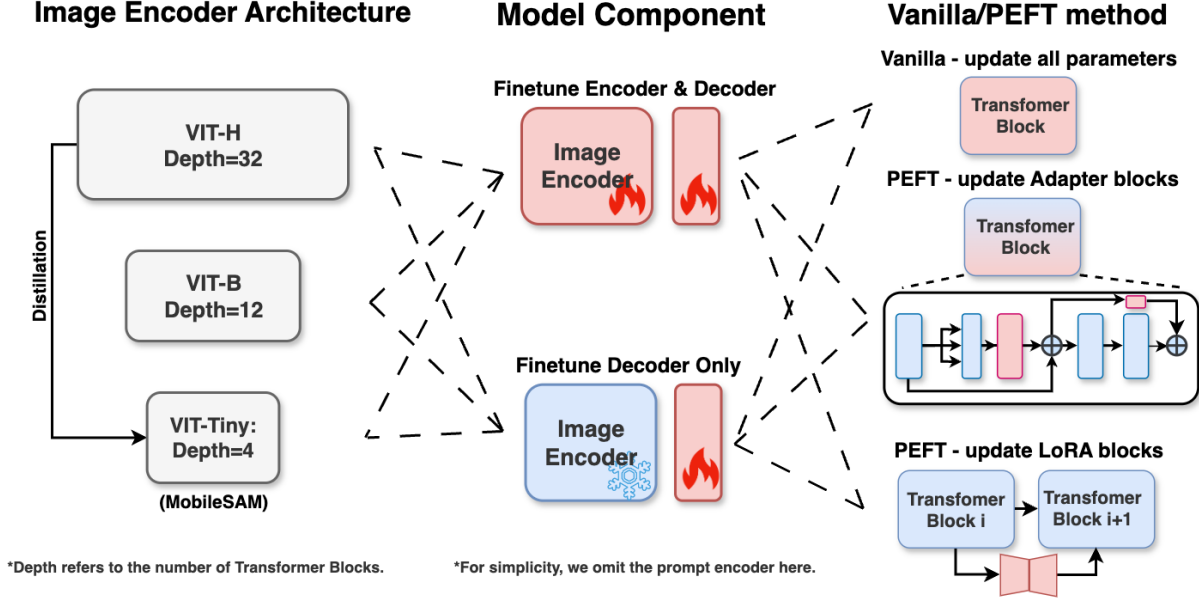 Image Encoder Architecture
Model Component
Vanilla/PEFT method
VIT-H
Depth=32
Distillation
VIT-B
Depth=12
VIT-Tiny:
Depth=4
(MobileSAM)
*Depth refers to the number of Transformer Blocks.
Finetune Encoder & Decoder
Image
Encoder
Finetune Decoder Only
Image
Encoder
*For simplicity, we omit the prompt encoder here.
Vanilla - update all parameters
Transfomer
Block
PEFT - update Adapter blocks
Transfomer
Block
PEFT - update LoRA blocks
Transfomer
Block i
Transfomer
Block i+1